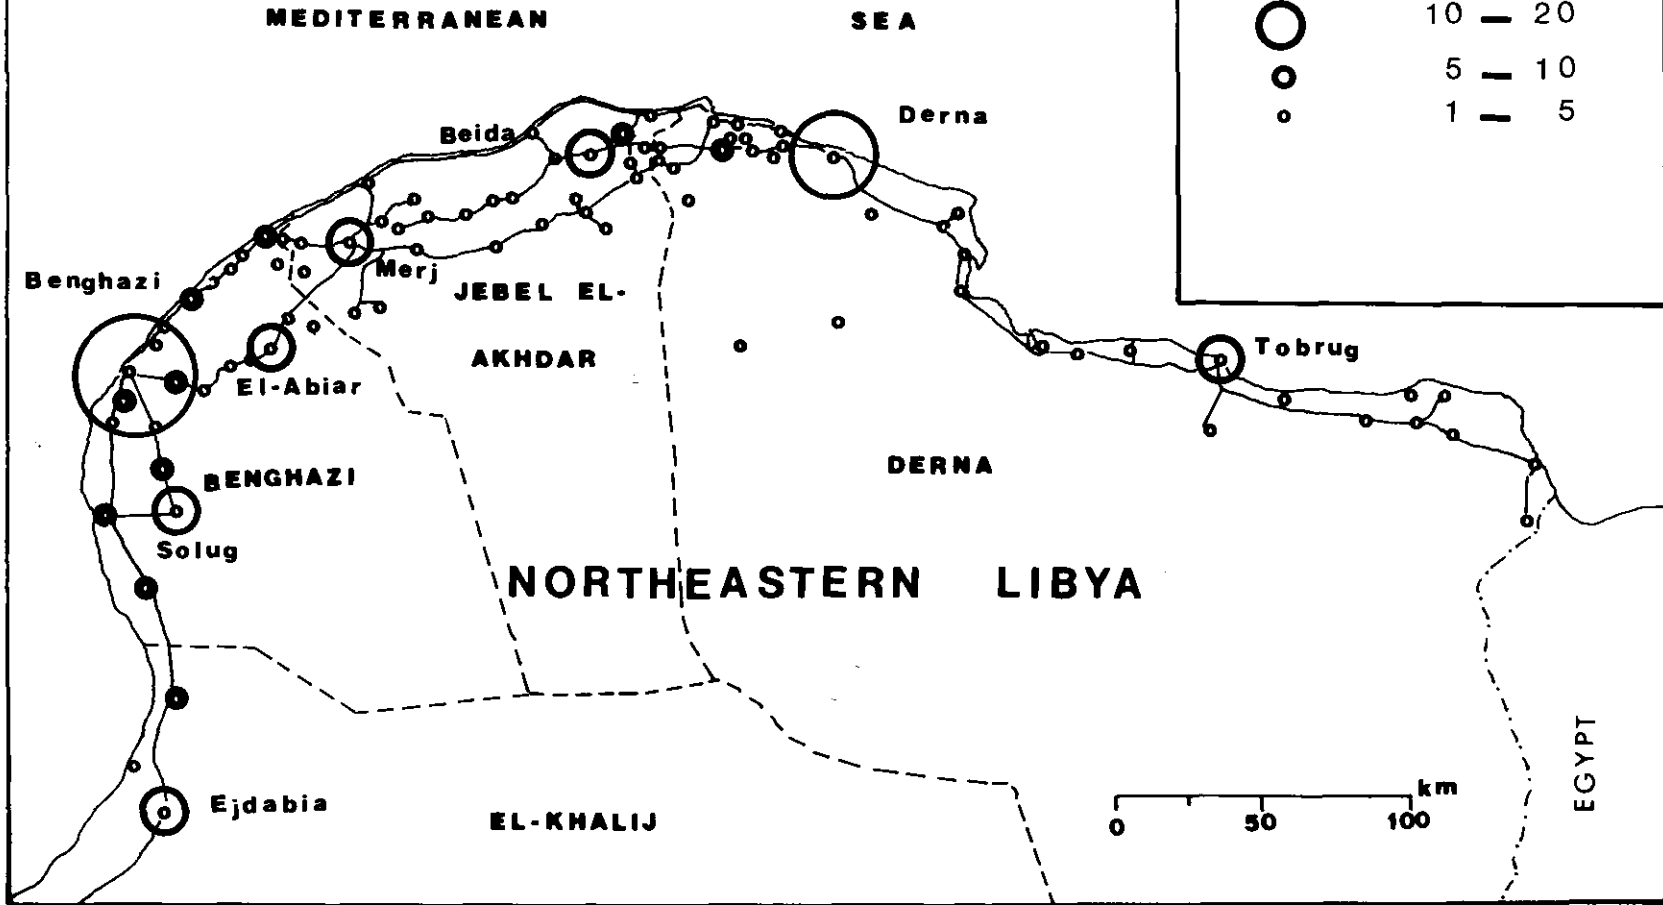 MEDITERRANEAN SEA
10 — 20
5 — 10
1 — 5
Derna
Beida
Benghazi
Merj
JEBEL EL-
AKHDAR
Tobrug
El-Abiar
DERNA
BENGHAZI
Solug
NORTHEASTERN LIBYA
EGYPT
Ejdabia
EL-KHALIJ
km
0 50 100